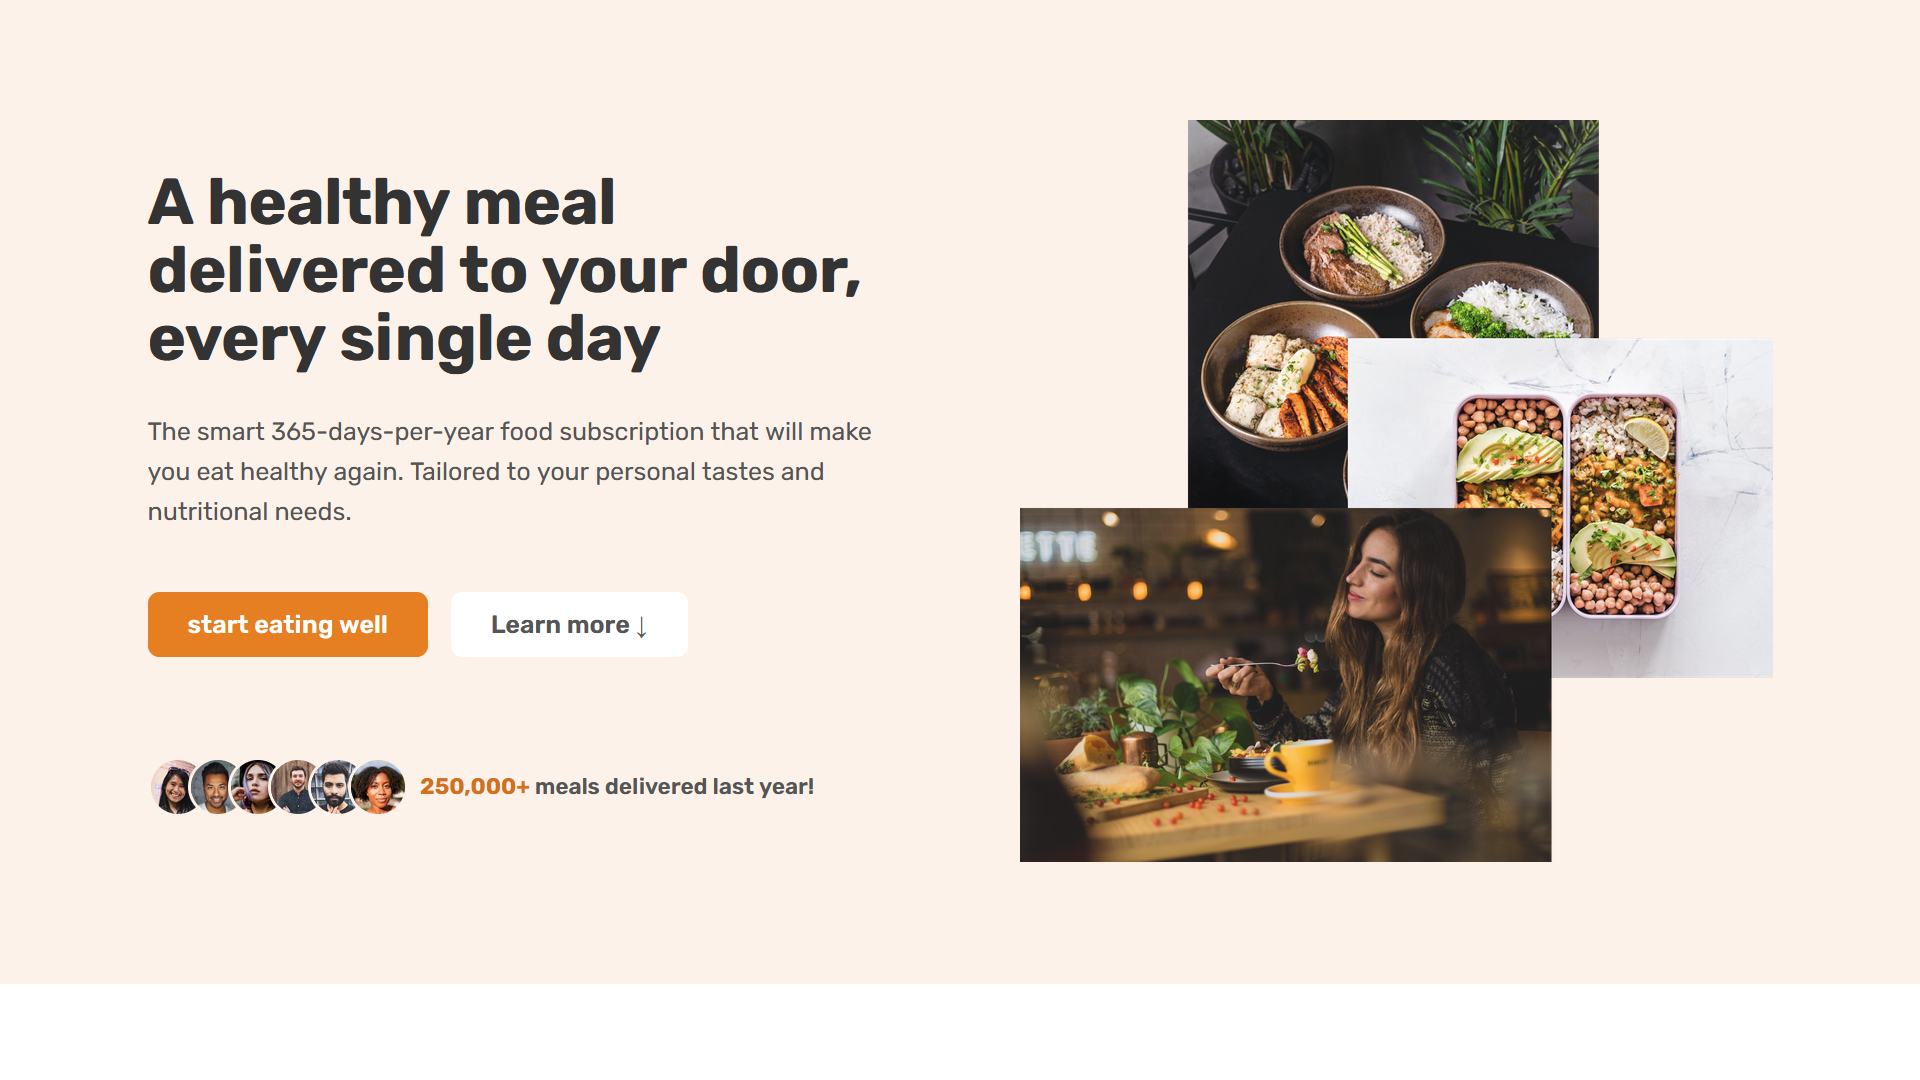 A healthy meal
delivered to your door,
every single day
The smart 365-days-per-year food subscription that will make
you eat healthy again. Tailored to your personal tastes and
nutritional needs.
start eating well
Learn more ↓
250,000+ meals delivered last year!
ETTE